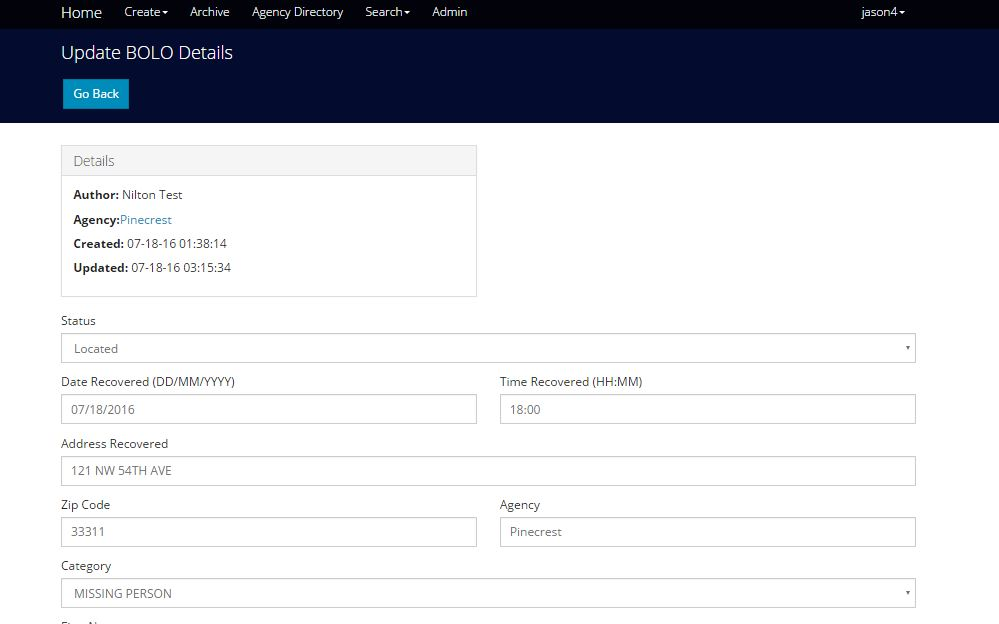 Home Create Archive Agency Directory Search Admin jason4
Update BOLO Details
Go Back
Details
Author: Nilton Test
Agency:Pinecrest
Created: 07-18-16 01:38:14
Updated: 07-18-16 03:15:34
Status
Located
Date Recovered (DD/MM/YYYY) Time Recovered (HH:MM)
07/18/2016 18:00
Address Recovered
121 NW 54TH AVE
Zip Code Agency
33311 Pinecrest
Category
MISSING PERSON